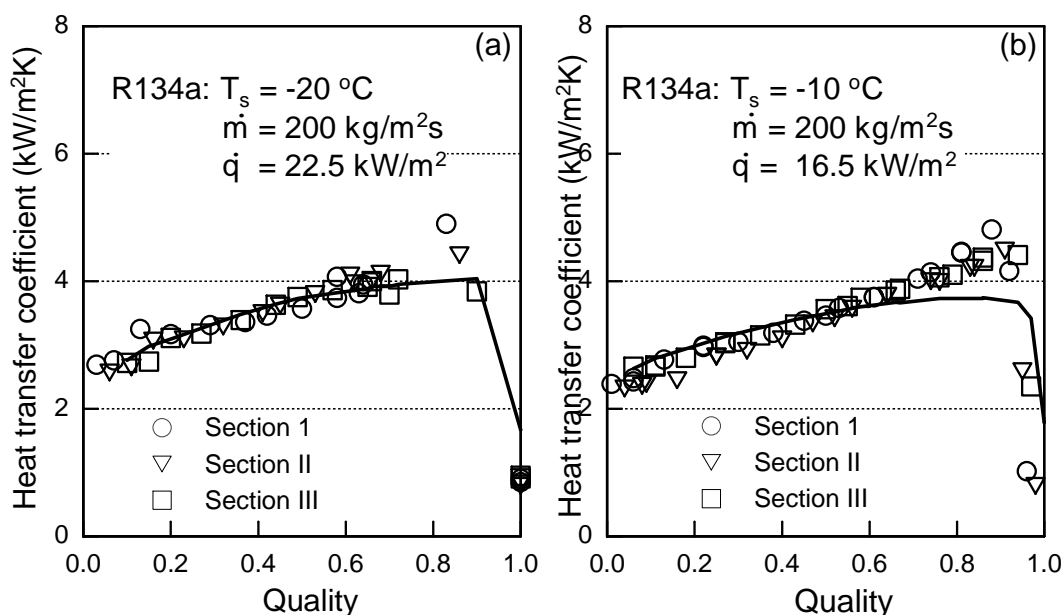 (a)
R134a: T_s = -20 °C
ṁ = 200 kg/m²s
q̇ = 22.5 kW/m²
Heat transfer coefficient (kW/m²K)
8
6
4
2
0
Section 1
Section II
Section III
0.0 0.2 0.4 0.6 0.8 1.0
Quality
(b)
R134a: T_s = -10 °C
ṁ = 200 kg/m²s
q̇ = 16.5 kW/m²
Heat transfer coefficient (kW/m²K)
8
6
4
2
0
Section 1
Section II
Section III
0.0 0.2 0.4 0.6 0.8 1.0
Quality